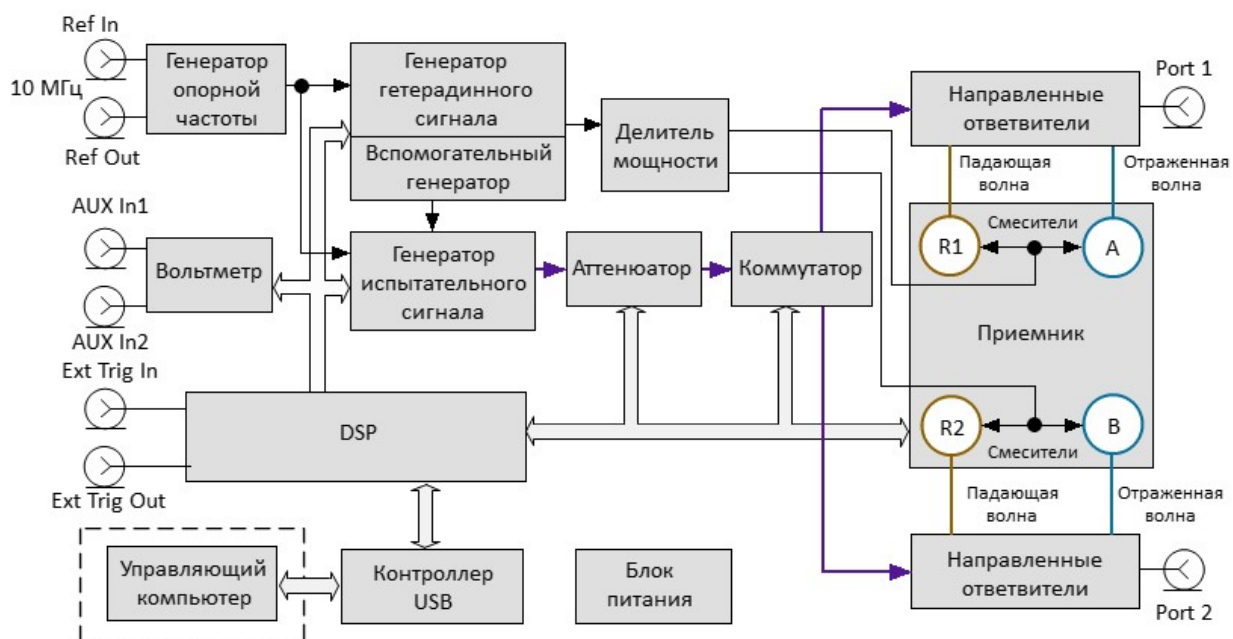 Ref In
10 МГц
Ref Out
Генератор
опорной
частоты
Генератор
гетерадинного
сигнала
Вспомогательный
генератор
Делитель
мощности
Направленные
ответвители
Port 1
Падающая
волна
Отраженная
волна
AUX In1
AUX In2
Вольтметр
Генератор
испытательного
сигнала
Аттенюатор
Коммутатор
R1
Смесители
A
Приемник
Ext Trig In
Ext Trig Out
DSP
R2
Смесители
B
Падающая
волна
Отраженная
волна
Управляющий
компьютер
Контроллер
USB
Блок
питания
Направленные
ответвители
Port 2